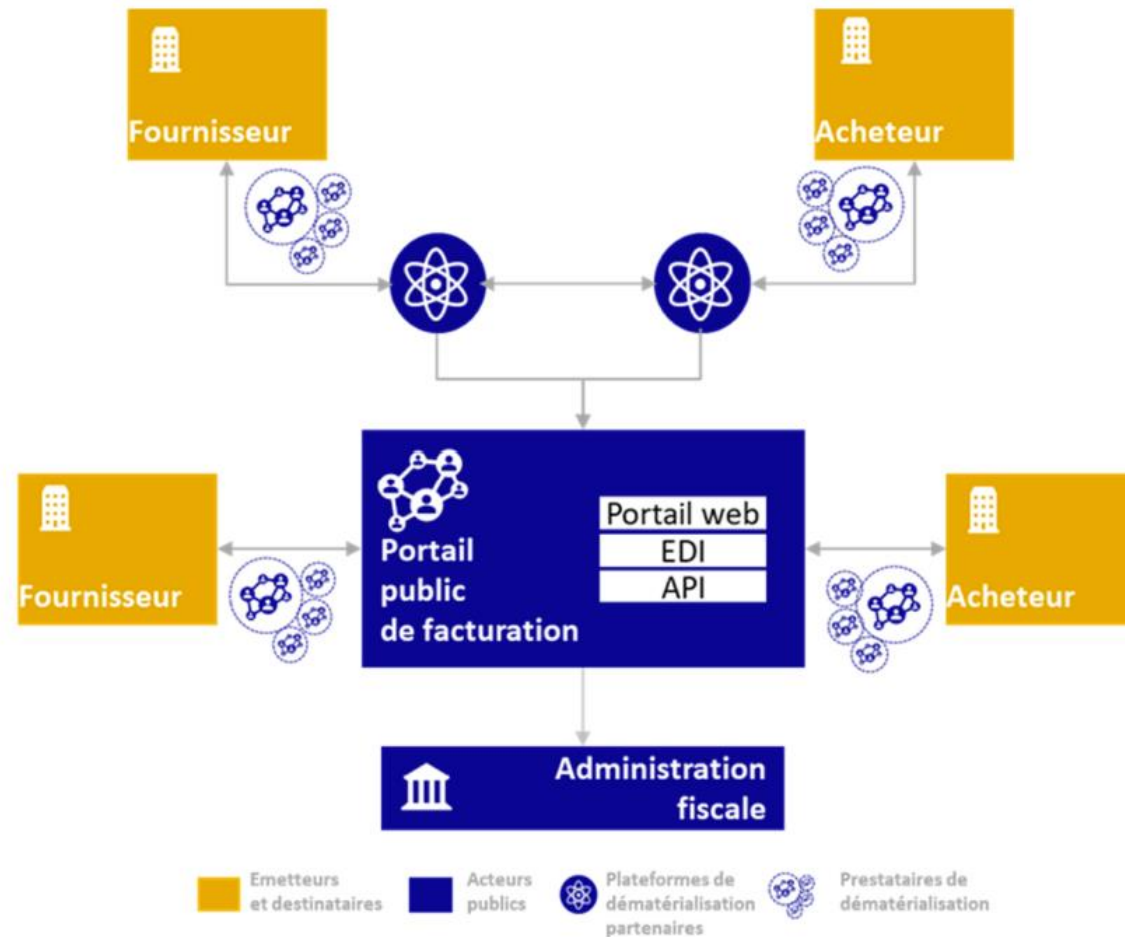 Fournisseur
Acheteur
Portail
public
de facturation
Portail web
EDI
API
Fournisseur
Acheteur
Administration
fiscale
Emetteurs
et destinataires
Acteurs
publics
Plateformes de
dématérialisation
partenaires
Prestataires de
dématérialisation